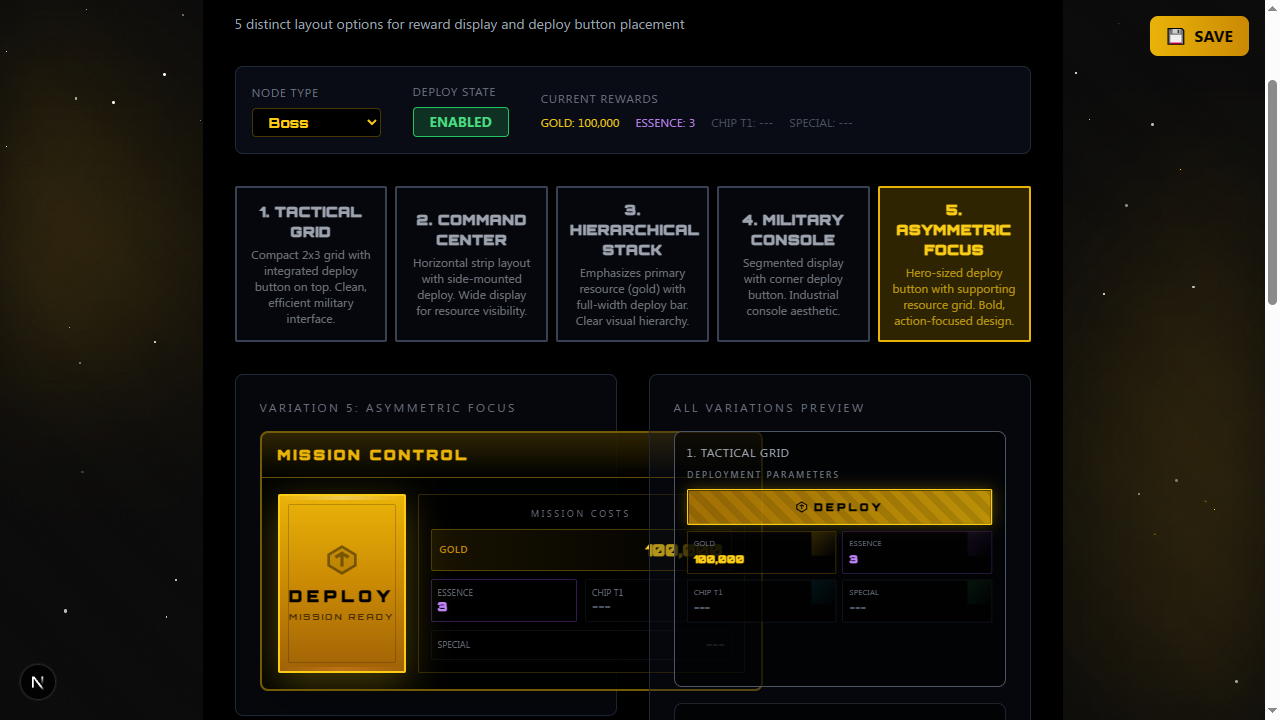 5 distinct layout options for reward display and deploy button placement
SAVE
NODE TYPE
Boss
DEPLOY STATE
ENABLED
CURRENT REWARDS
GOLD: 100,000 ESSENCE: 3 CHIP T1: --- SPECIAL: ---
1. TACTICAL
GRID
Compact 2x3 grid with
integrated deploy
button on top. Clean,
efficient military
interface.
2. COMMAND
CENTER
Horizontal strip layout
with side-mounted
deploy. Wide display
for resource visibility.
3.
HIERARCHICAL
STACK
Emphasizes primary
resource (gold) with
full-width deploy bar.
Clear visual hierarchy.
4. MILITARY
CONSOLE
Segmented display
with corner deploy
button. Industrial
console aesthetic.
5.
ASYMMETRIC
FOCUS
Hero-sized deploy
button with supporting
resource grid. Bold,
action-focused design.
VARIATION 5: ASYMMETRIC FOCUS
MISSION CONTROL
DEPLOY
MISSION READY
MISSION COSTS
GOLD
100,000
ESSENCE
3
CHIP T1
---
SPECIAL
---
ALL VARIATIONS PREVIEW
1. TACTICAL GRID
DEPLOYMENT PARAMETERS
DEPLOY
GOLD
100,000
ESSENCE
3
CHIP T1
---
SPECIAL
---
N